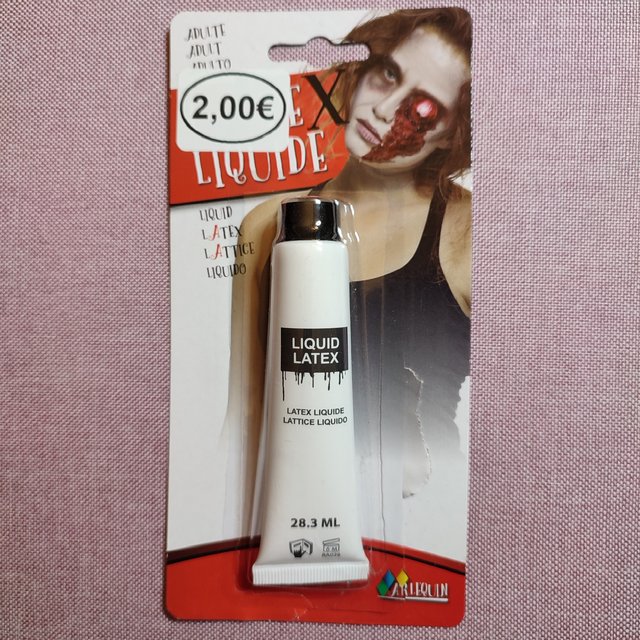 ADULTE
ADULT
ADULTO
2,00€
EX
LIQUIDE
LIQUID
LATEX
LATTICE
LIQUIDO
LIQUID
LATEX
LATEX LIQUIDE
LATTICE LIQUIDO
28.3 ML
ARLEQUIN